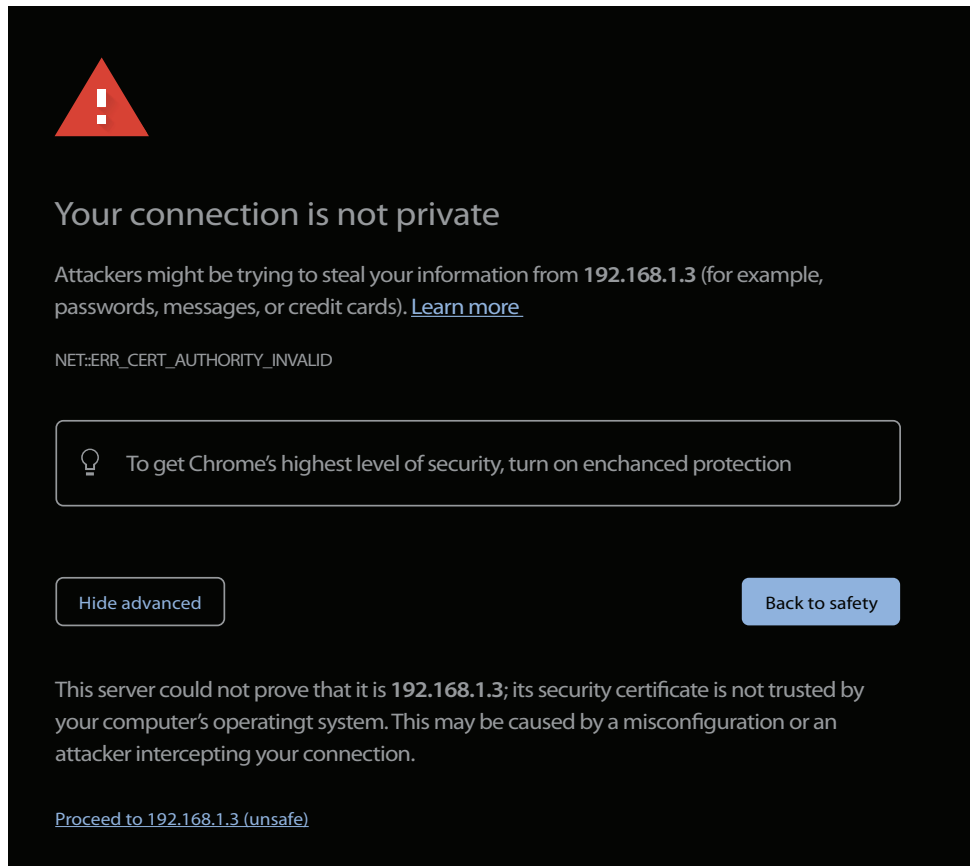 Your connection is not private
Attackers might be trying to steal your information from 192.168.1.3 (for example,
passwords, messages, or credit cards). Learn more
NET::ERR_CERT_AUTHORITY_INVALID
To get Chrome’s highest level of security, turn on enchanced protection
Hide advanced
Back to safety
This server could not prove that it is 192.168.1.3; its security certificate is not trusted by
your computer’s operatingt system. This may be caused by a misconfiguration or an
attacker intercepting your connection.
Proceed to 192.168.1.3 (unsafe)